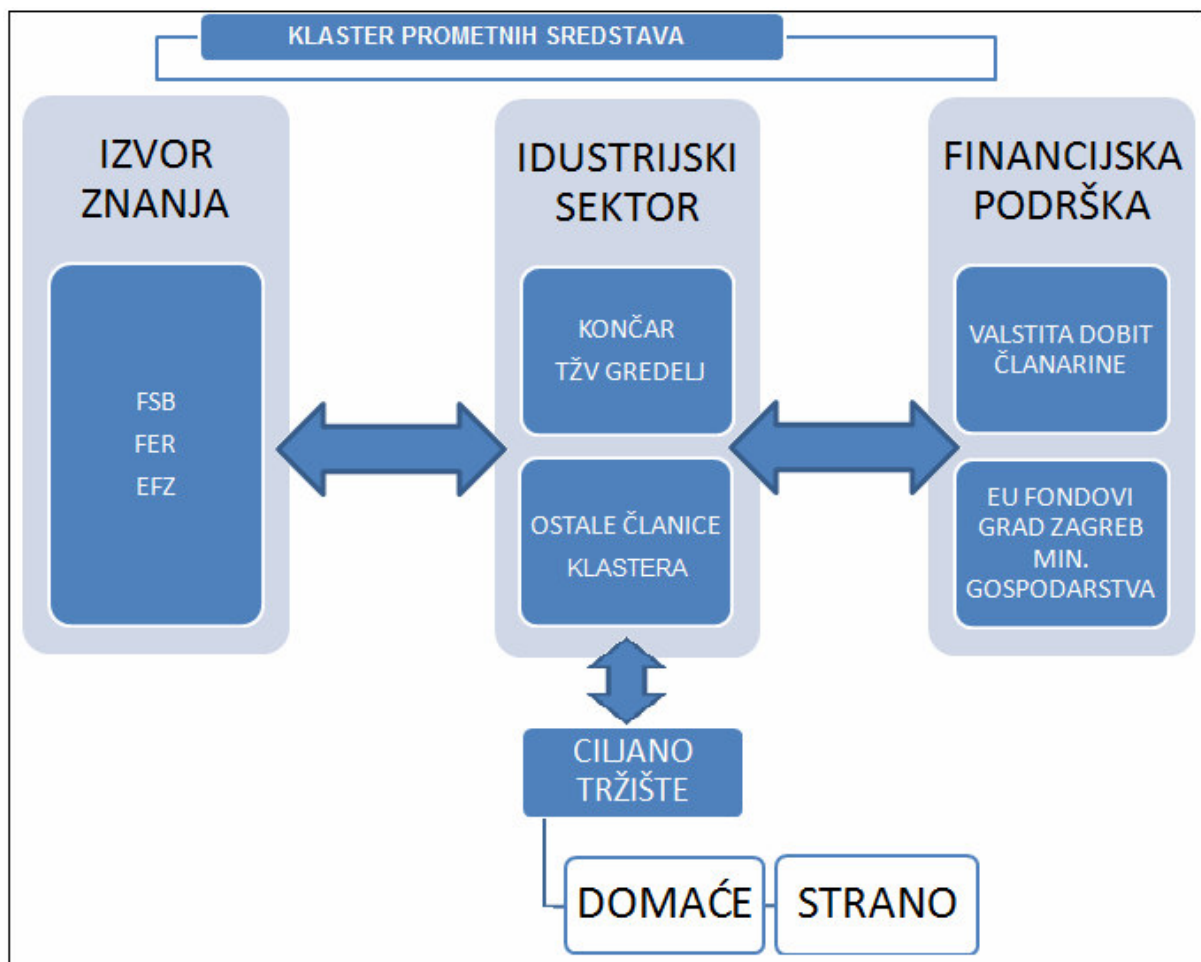 KLASTER PROMETNIH SREDSTAVA
IZVOR
ZNANJA
FSB
FER
EFZ
IDUSTRIJSKI
SEKTOR
KONČAR
TŽV GREDELJ
OSTALE ČLANICE
KLASTERA
FINANCIJSKA
PODRŠKA
VALSTITA DOBIT
ČLANARINE
EU FONDOVI
GRAD ZAGREB
MIN.
GOSPODARSTVA
CILJANO
TRŽIŠTE
DOMAĆE
STRANO